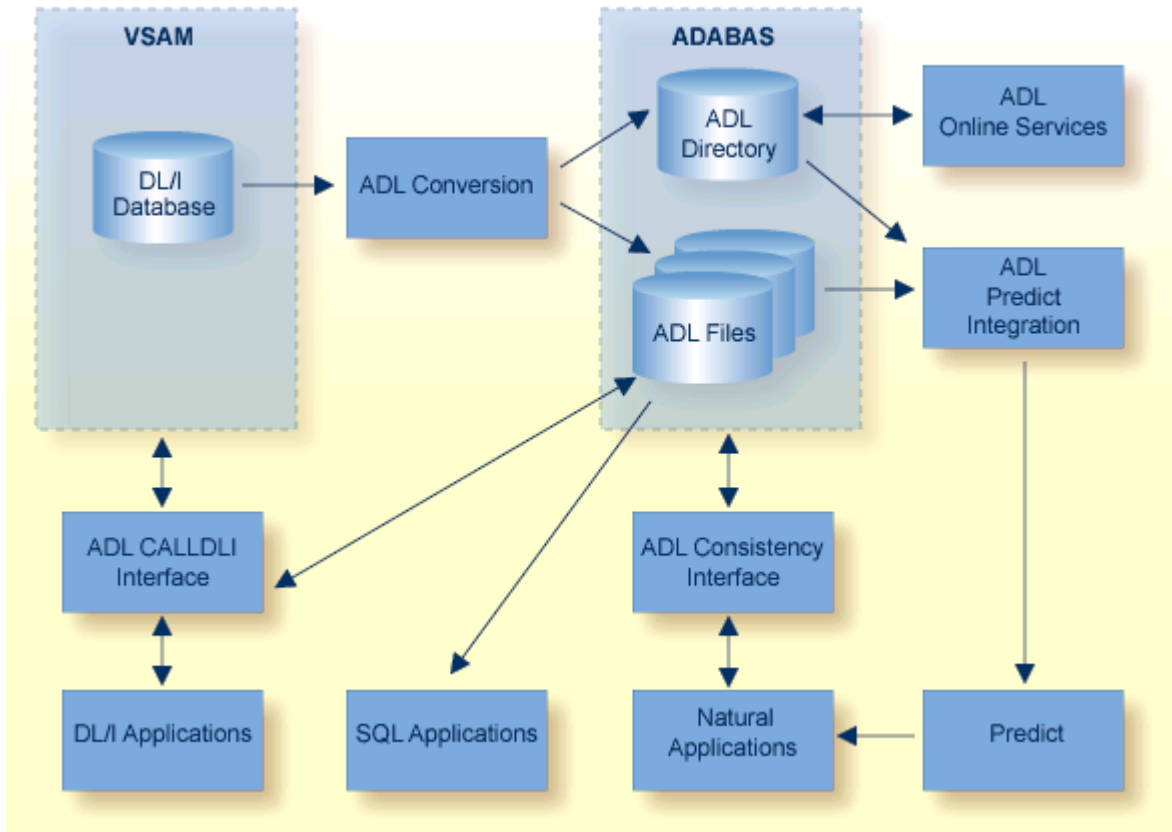 VSAM
ADABAS
DL/I
Database
ADL Conversion
ADL
Directory
ADL
Online Services
ADL Files
ADL
Predict
Integration
ADL CALLDLI
Interface
ADL Consistency
Interface
DL/I Applications
SQL Applications
Natural
Applications
Predict